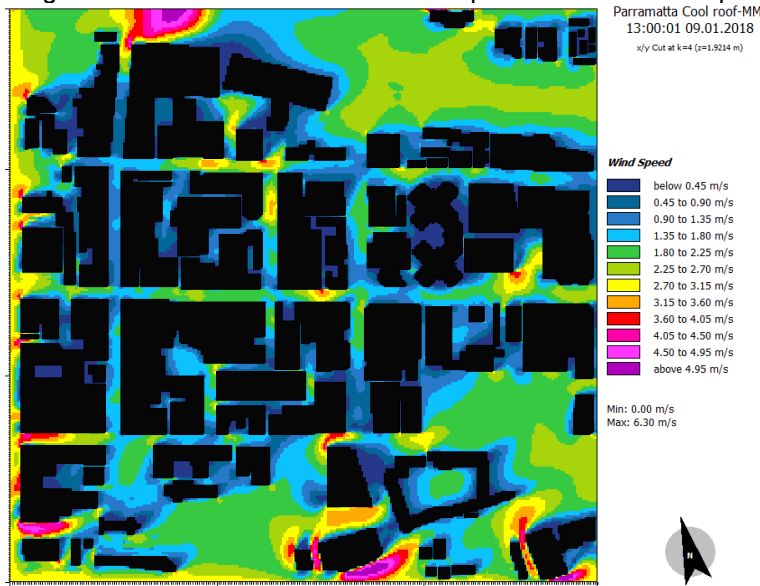 Parramatta Cool roof-MM
13:00:01 09.01.2018
x/y Cut at k=4 (z=1.9214 m)
Wind Speed
below 0.45 m/s
0.45 to 0.90 m/s
0.90 to 1.35 m/s
1.35 to 1.80 m/s
1.80 to 2.25 m/s
2.25 to 2.70 m/s
2.70 to 3.15 m/s
3.15 to 3.60 m/s
3.60 to 4.05 m/s
4.05 to 4.50 m/s
4.50 to 4.95 m/s
above 4.95 m/s
Min: 0.00 m/s
Max: 6.30 m/s
N